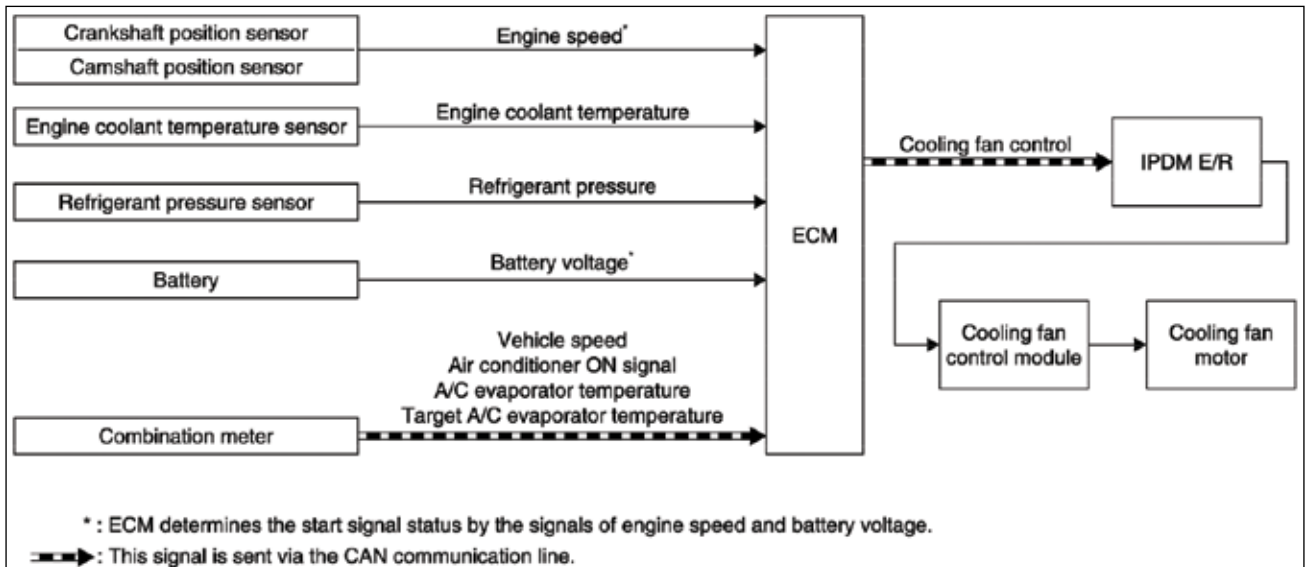 Crankshaft position sensor
Camshaft position sensor
Engine speed*
Engine coolant temperature sensor
Engine coolant temperature
Refrigerant pressure sensor
Refrigerant pressure
Battery
Battery voltage*
Combination meter
Vehicle speed
Air conditioner ON signal
A/C evaporator temperature
Target A/C evaporator temperature
ECM
Cooling fan control
IPDM E/R
Cooling fan
control module
Cooling fan
motor
* : ECM determines the start signal status by the signals of engine speed and battery voltage.
: This signal is sent via the CAN communication line.